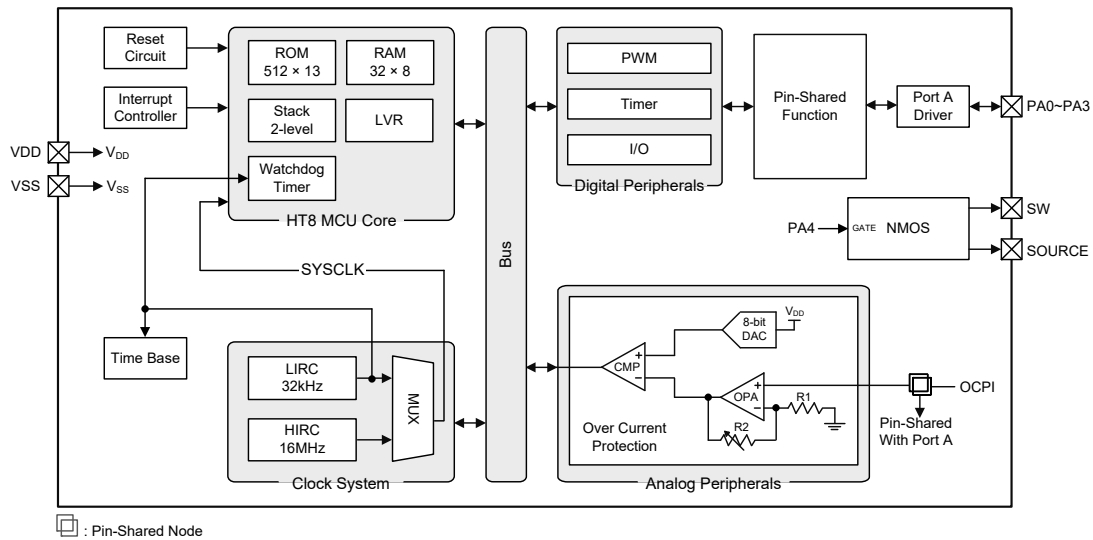 Reset
Circuit
Interrupt
Controller
VDD
V_DD
VSS
V_SS
ROM
512 × 13
RAM
32 × 8
Stack
2-level
LVR
Watchdog
Timer
HT8 MCU Core
SYSCLK
Time Base
LIRC
32kHz
HIRC
16MHz
MUX
Clock System
Bus
PWM
Timer
I/O
Digital Peripherals
Pin-Shared
Function
Port A
Driver
PA0~PA3
PA4
GATE
NMOS
SW
SOURCE
8-bit
DAC
V_DD
CMP
+
−
OPA
+
−
R1
R2
Over Current
Protection
Analog Peripherals
OCPI
Pin-Shared
With Port A
: Pin-Shared Node